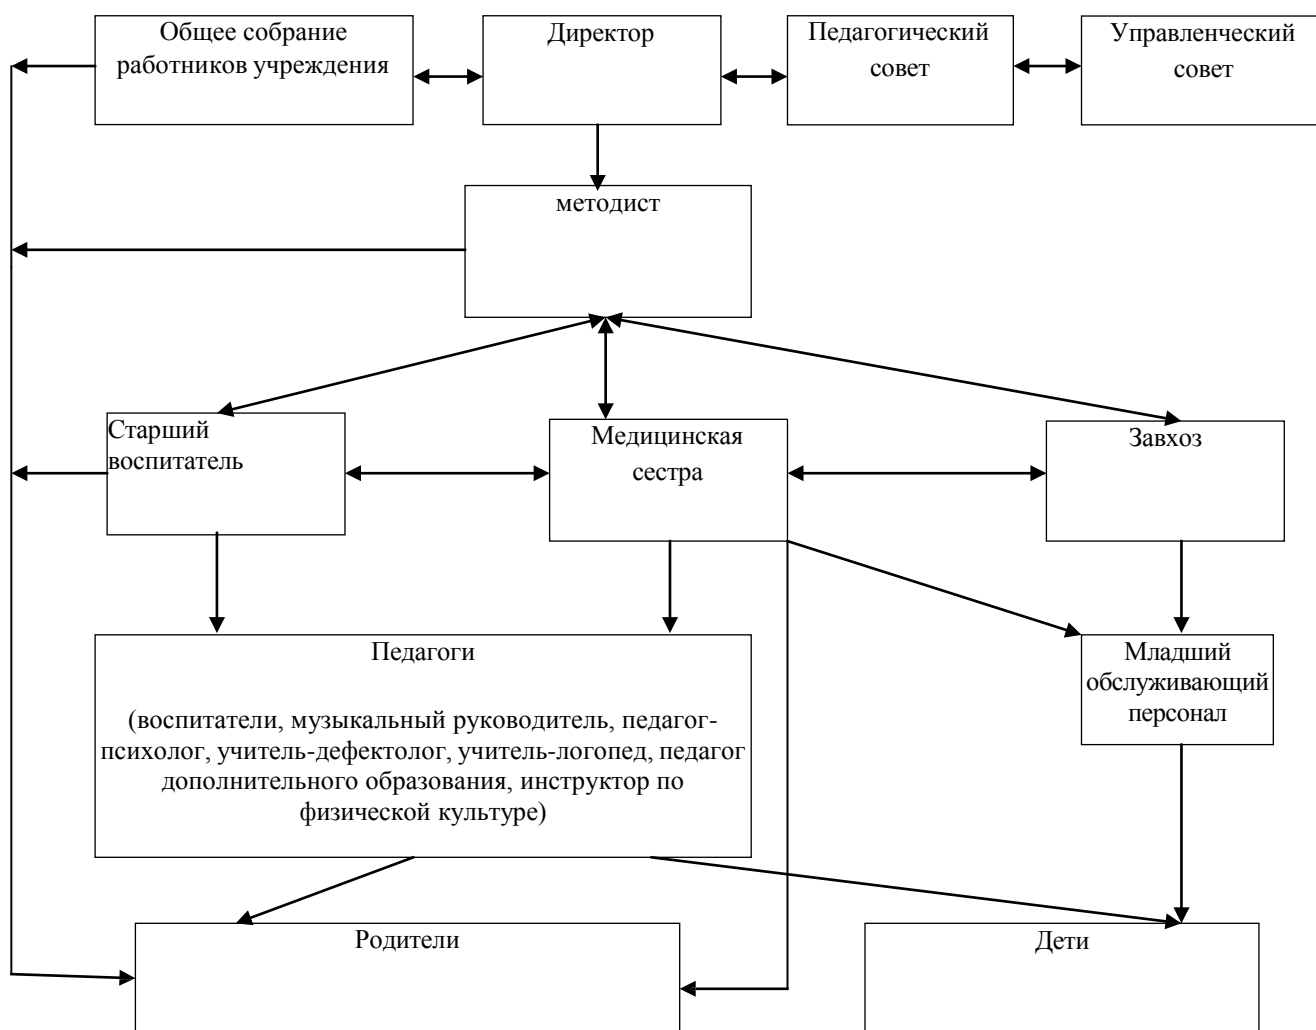 Общее собрание
работников учреждения
Директор
Педагогический
совет
Управленческий
совет
методист
Старший
воспитатель
Медицинская
сестра
Завхоз
Педагоги
(воспитатели, музыкальный руководитель, педагог-
психолог, учитель-дефектолог, учитель-логопед, педагог
дополнительного образования, инструктор по
физической культуре)
Младший
обслуживающий
персонал
Родители
Дети